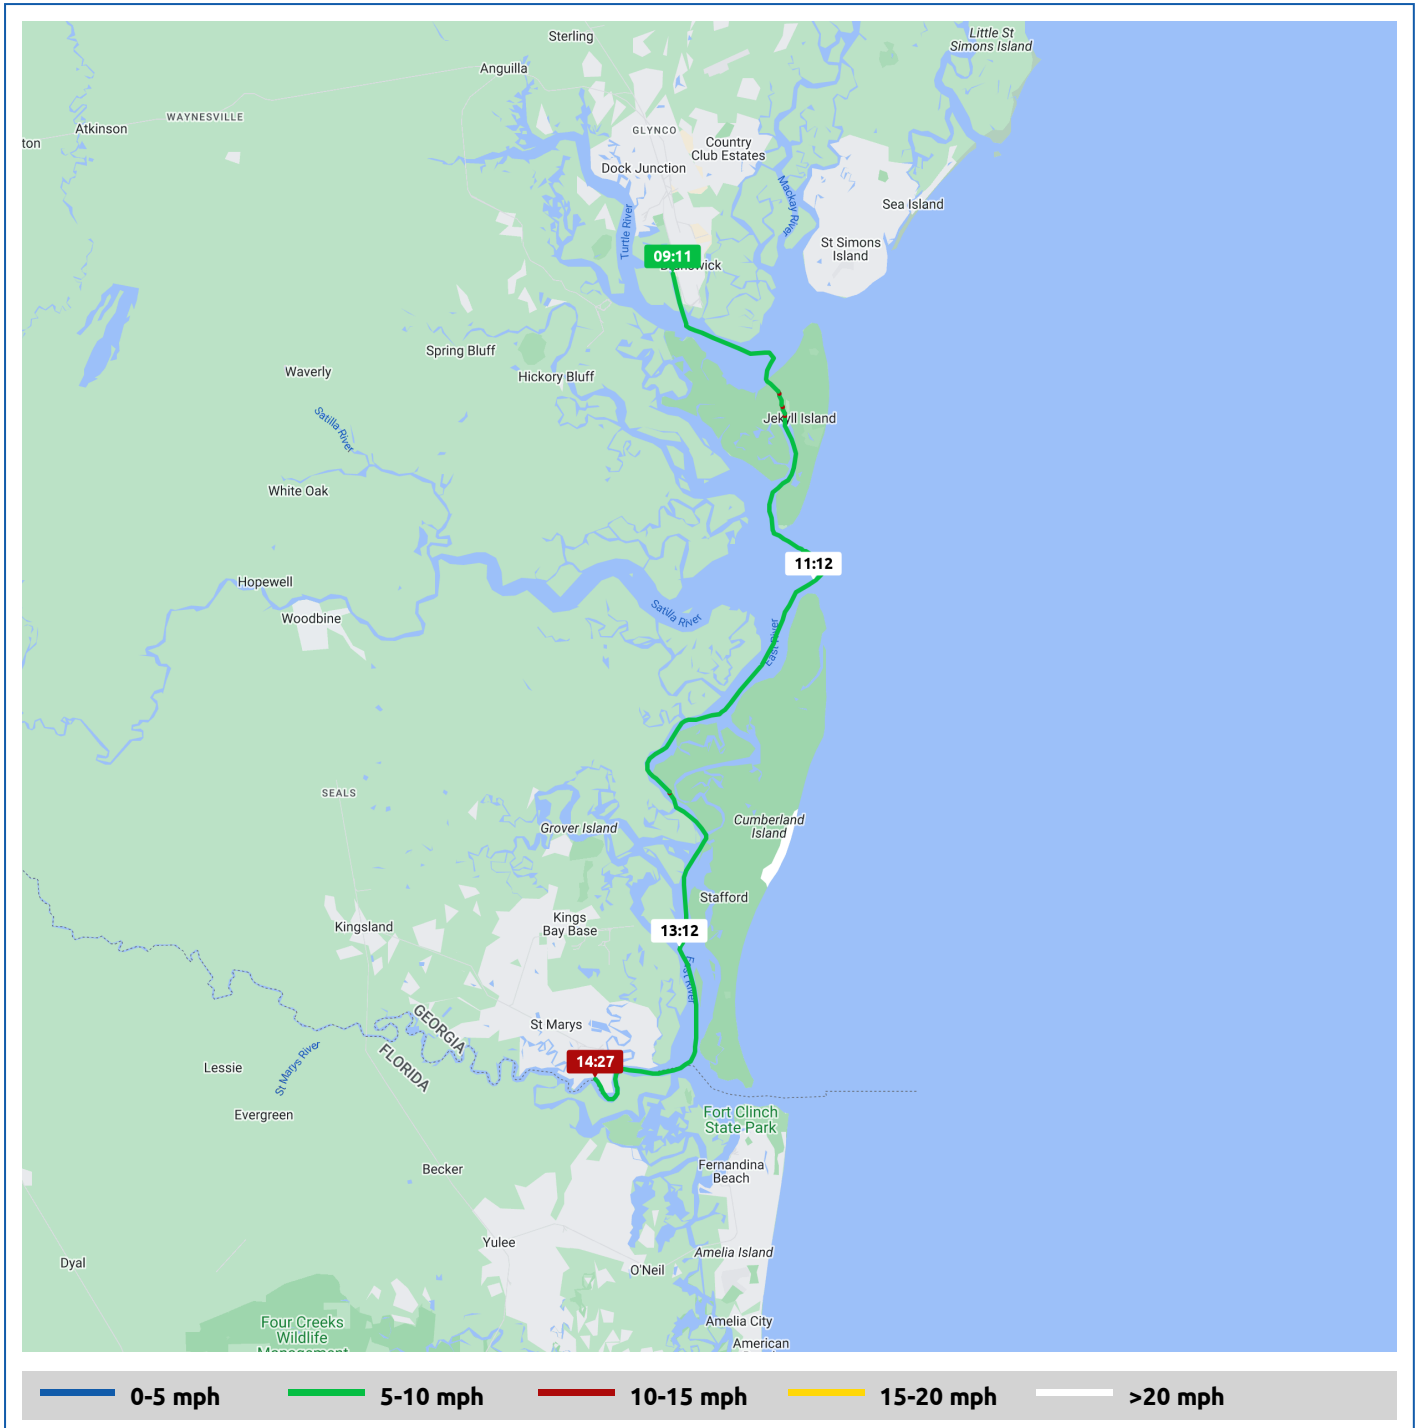 Little St
Simons Island
Sterling
Anguilla
WAYNESVILLE
Atkinson
ton
GLYNCO
Country
Club Estates
Dock Junction
Mackay River
Sea Island
Turtle River
St Simons
Island
09:11
Spring Bluff
Waverly
Hickory Bluff
Satilla River
Jekyll Island
White Oak
11:12
Hopewell
Woodbine
Satilla River
East River
SEALS
Cumberland
Island
Grover Island
Stafford
Kings
Bay Base
Kingsland
13:12
East River
GEORGIA
St Marys
FLORIDA
St Marys River
Lessie
14:27
Evergreen
Fort Clinch
State Park
Becker
Fernandina
Beach
Yulee
Amelia Island
Dyal
O'Neil
Four Creeks
Wildlife
Management
Amelia City
American
0-5 mph
5-10 mph
10-15 mph
15-20 mph
>20 mph